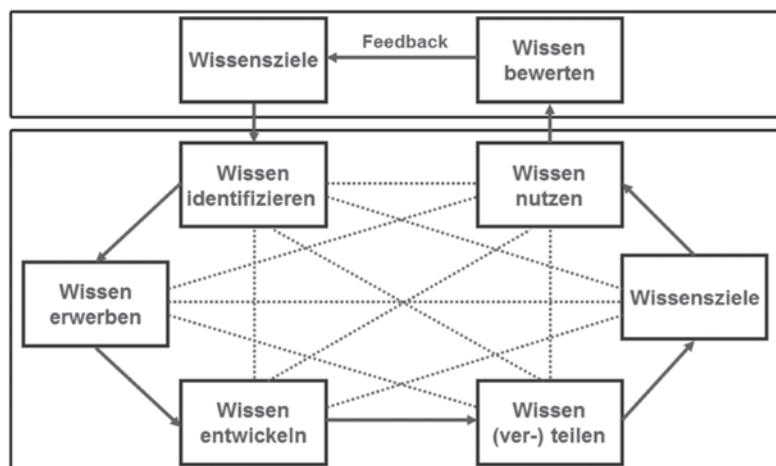 Wissensziele
Feedback
Wissen
bewerten
Wissen
identifizieren
Wissen
nutzen
Wissen
erwerben
Wissensziele
Wissen
entwickeln
Wissen
(ver-) teilen